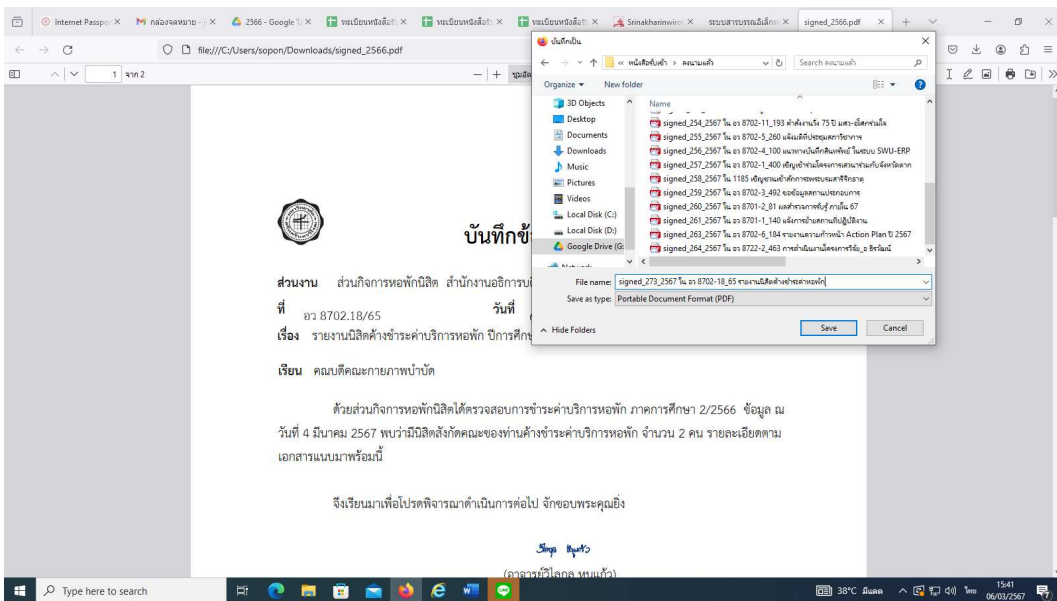 Internet Passpor
กล่องจดหมาย -
2566 - Google
ทะเบียนหนังสือ
ทะเบียนหนังสือ
ทะเบียนหนังสือ
Srinakharinwiro
ระบบสารบรรณอิเล็ก
signed_2566.pdf
file:///C:/Users/sopon/Downloads/signed_2566.pdf
1 จาก 2
บันทึกเป็น
หนังสือรับเข้า › ลงนามแล้ว
Search ลงนามแล้ว
Organize
New folder
3D Objects
Desktop
Documents
Downloads
Music
Pictures
Videos
Local Disk (C:)
Local Disk (D:)
Google Drive (G:
Network
Name
signed_254_2567 ใน อว 8702-11_193 คำสั่งงานวิ่ง 75 ปี มศว-อโศกร่วมใจ
signed_255_2567 ใน อว 8702-5_260 แจ้งมติที่ประชุมสภาวิชาการ
signed_256_2567 ใน อว 8702-4_100 แนวทางบันทึกสินทรัพย์ ในระบบ SWU-ERP
signed_257_2567 ใน อว 8702-1_400 เชิญเข้าร่วมโครงการเสวนาร่วมกับจังหวัดตาก
signed_258_2567 ใน 1185 เชิญชวนเข้าสักการะพระบรมสารีริกธาตุ
signed_259_2567 ใน อว 8702-3_492 ขอข้อมูลสถานประกอบการ
signed_260_2567 ใน อว 8701-2_81 ผลสำรวจการรับรู้ ภายใน 67
signed_261_2567 ใน อว 8701-1_140 แจ้งการย้ายสถานที่ปฏิบัติงาน
signed_263_2567 ใน อว 8702-6_184 รายงานความก้าวหน้า Action Plan ปี 2567
signed_264_2567 ใน อว 8722-2_463 การดำเนินงานโครงการวิจัย_อ
File name: signed_273_2567 ใน อว 8702-18_65 รายงานนิสิตค้างชำระค่าหอพัก
Save as type: Portable Document Format (PDF)
Hide Folders
Save
Cancel
บันทึกข้
ส่วนงาน ส่วนกิจการหอพักนิสิต สำนักงานอธิการบ
ที่ อว 8702.18/65 วันที่
เรื่อง รายงานนิสิตค้างชำระค่าบริการหอพัก ปีการศึก
เรียน คณบดีคณะกายภาพบำบัด
ด้วยส่วนกิจการหอพักนิสิตได้ตรวจสอบการชำระค่าบริการหอพัก ภาคการศึกษา 2/2566 ข้อมูล ณ
วันที่ 4 มีนาคม 2567 พบว่ามีนิสิตสังกัดคณะของท่านค้างชำระค่าบริการหอพัก จำนวน 2 คน รายละเอียดตาม
เอกสารแนบมาพร้อมนี้
จึงเรียนมาเพื่อโปรดพิจารณาดำเนินการต่อไป จักขอบพระคุณยิ่ง
(อาจารย์วิไลกุล หนูแก้ว)
Type here to search
38°C มีแดด
ไทย
15:41
06/03/2567